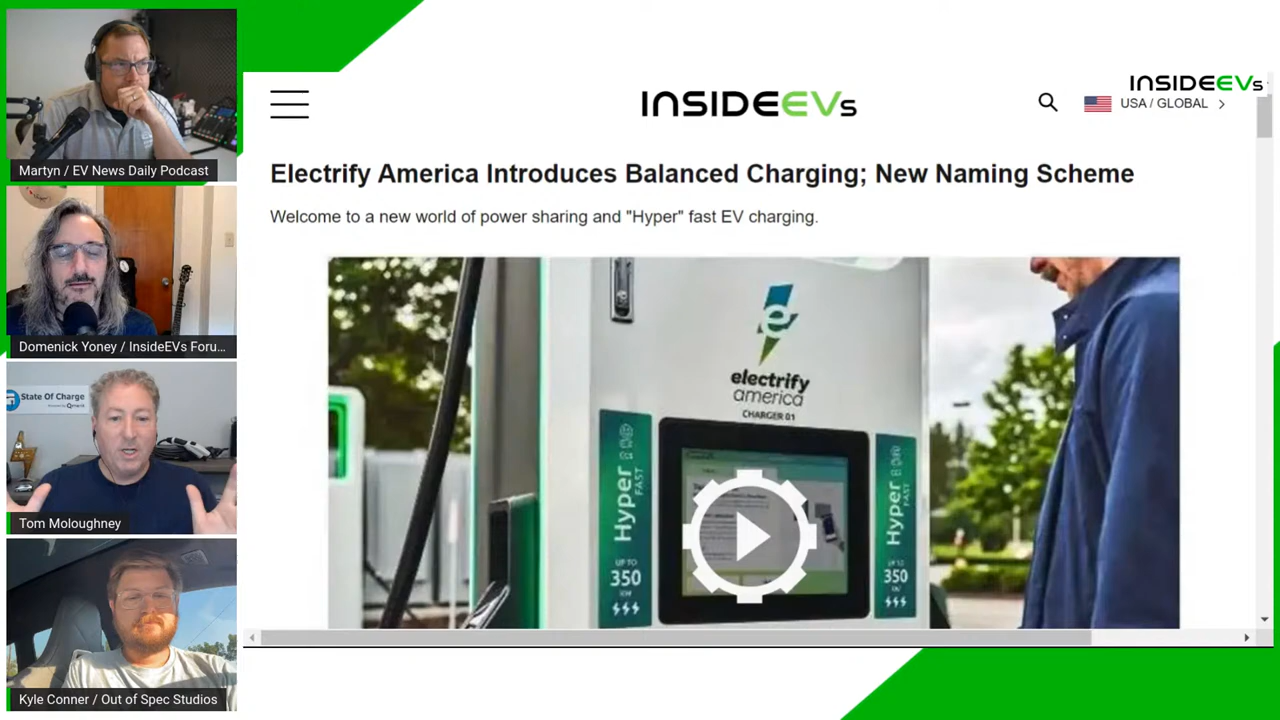 Martyn / EV News Daily Podcast
Domenick Yoney / InsideEVs Foru...
State Of Charge
Tom Moloughney
Kyle Conner / Out of Spec Studios
INSIDEEVs
INSIDEEVs
USA / GLOBAL
Electrify America Introduces Balanced Charging; New Naming Scheme
Welcome to a new world of power sharing and "Hyper" fast EV charging.
e
electrify
america
CHARGER 01
Hyper
FAST
UP TO
350
kW
Hyper
FAST
UP TO
350
kW